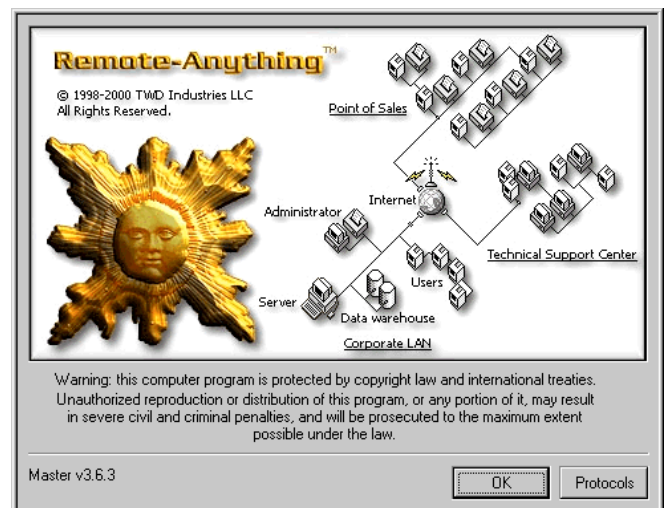 Remote-Anything™
© 1998-2000 TWD Industries LLC
All Rights Reserved.
Point of Sales
Internet
Administrator
Technical Support Center
Users
Server
Data warehouse
Corporate LAN
Warning: this computer program is protected by copyright law and international treaties.
Unauthorized reproduction or distribution of this program, or any portion of it, may result
in severe civil and criminal penalties, and will be prosecuted to the maximum extent
possible under the law.
Master v3.6.3
OK
Protocols